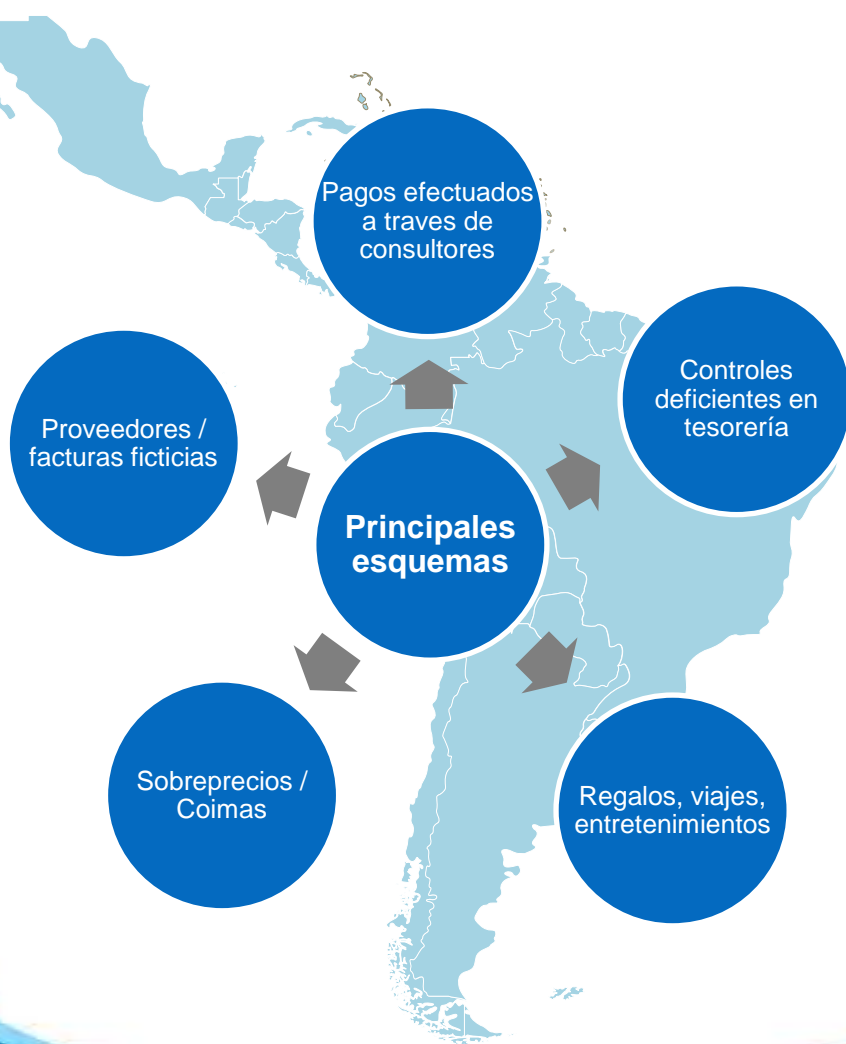 Pagos efectuados
a traves de
consultores
Controles
deficientes en
tesorería
Proveedores /
facturas ficticias
Principales
esquemas
Sobreprecios /
Coimas
Regalos, viajes,
entretenimientos